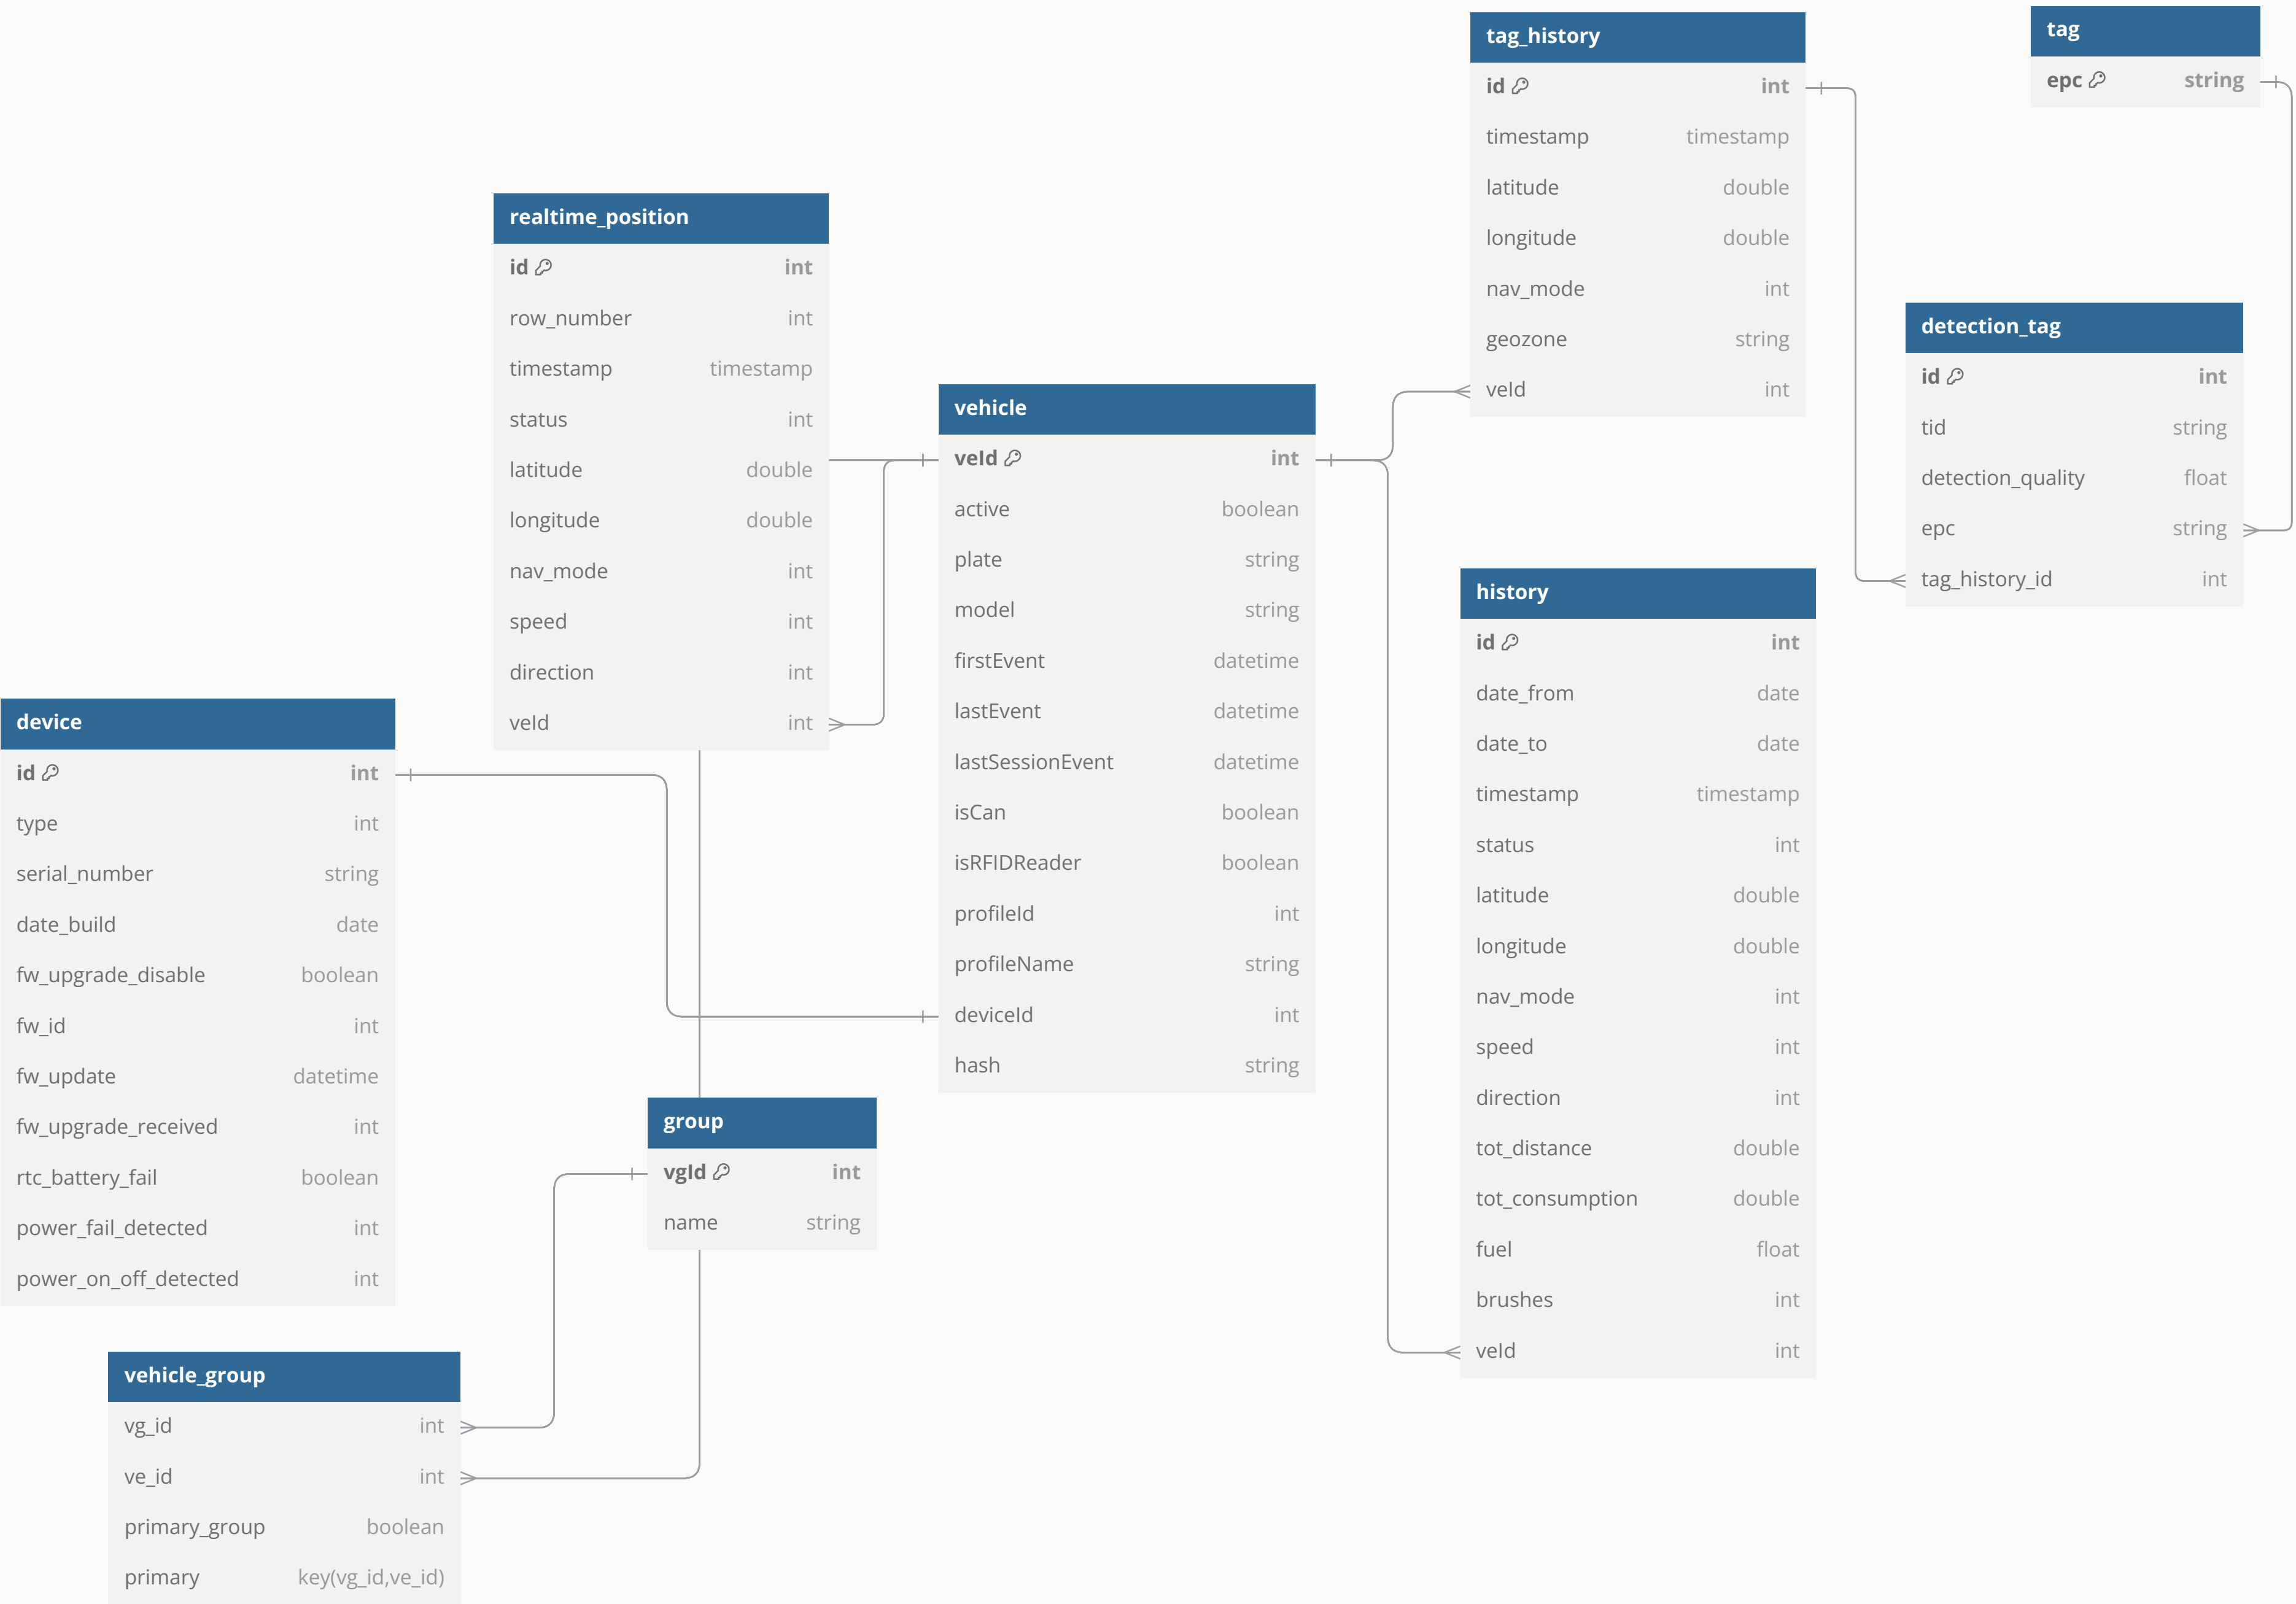 tag_history
id int
timestamp timestamp
latitude double
longitude double
nav_mode int
geozone string
veId int
tag
epc string
realtime_position
id int
row_number int
timestamp timestamp
status int
latitude double
longitude double
nav_mode int
speed int
direction int
veId int
detection_tag
id int
tid string
detection_quality float
epc string
tag_history_id int
vehicle
veId int
active boolean
plate string
model string
firstEvent datetime
lastEvent datetime
lastSessionEvent datetime
isCan boolean
isRFIDReader boolean
profileId int
profileName string
deviceId int
hash string
history
id int
date_from date
date_to date
timestamp timestamp
status int
latitude double
longitude double
nav_mode int
speed int
direction int
tot_distance double
tot_consumption double
fuel float
brushes int
veId int
device
id int
type int
serial_number string
date_build date
fw_upgrade_disable boolean
fw_id int
fw_update datetime
fw_upgrade_received int
rtc_battery_fail boolean
power_fail_detected int
power_on_off_detected int
group
vgId int
name string
vehicle_group
vg_id int
ve_id int
primary_group boolean
primary key(vg_id,ve_id)